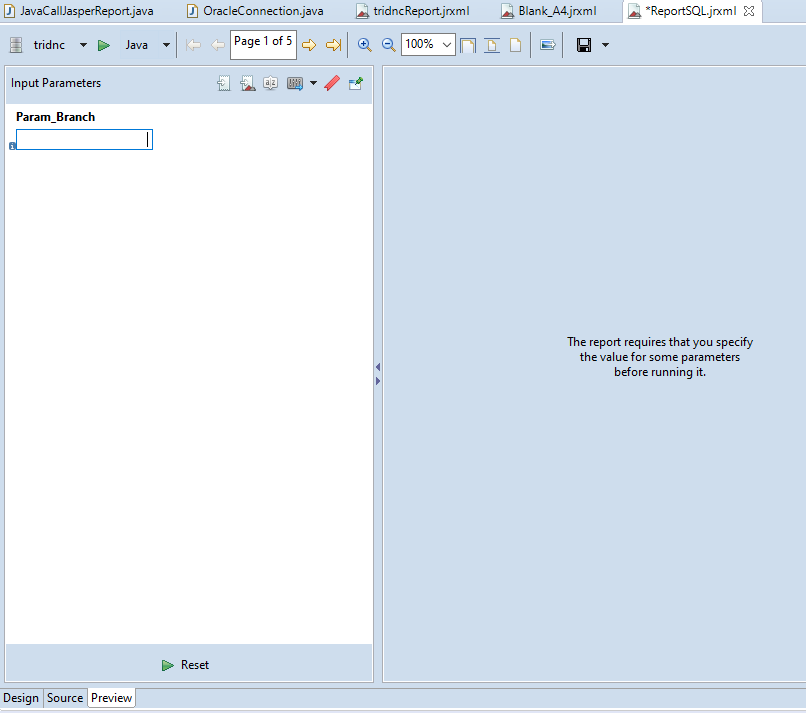 JavaCallJasperReport.java
OracleConnection.java
tridncReport.jrxml
Blank_A4.jrxml
*ReportSQL.jrxml
tridnc
Java
Page 1 of 5
100%
Input Parameters
Param_Branch
The report requires that you specify
the value for some parameters
before running it.
Reset
Design
Source
Preview